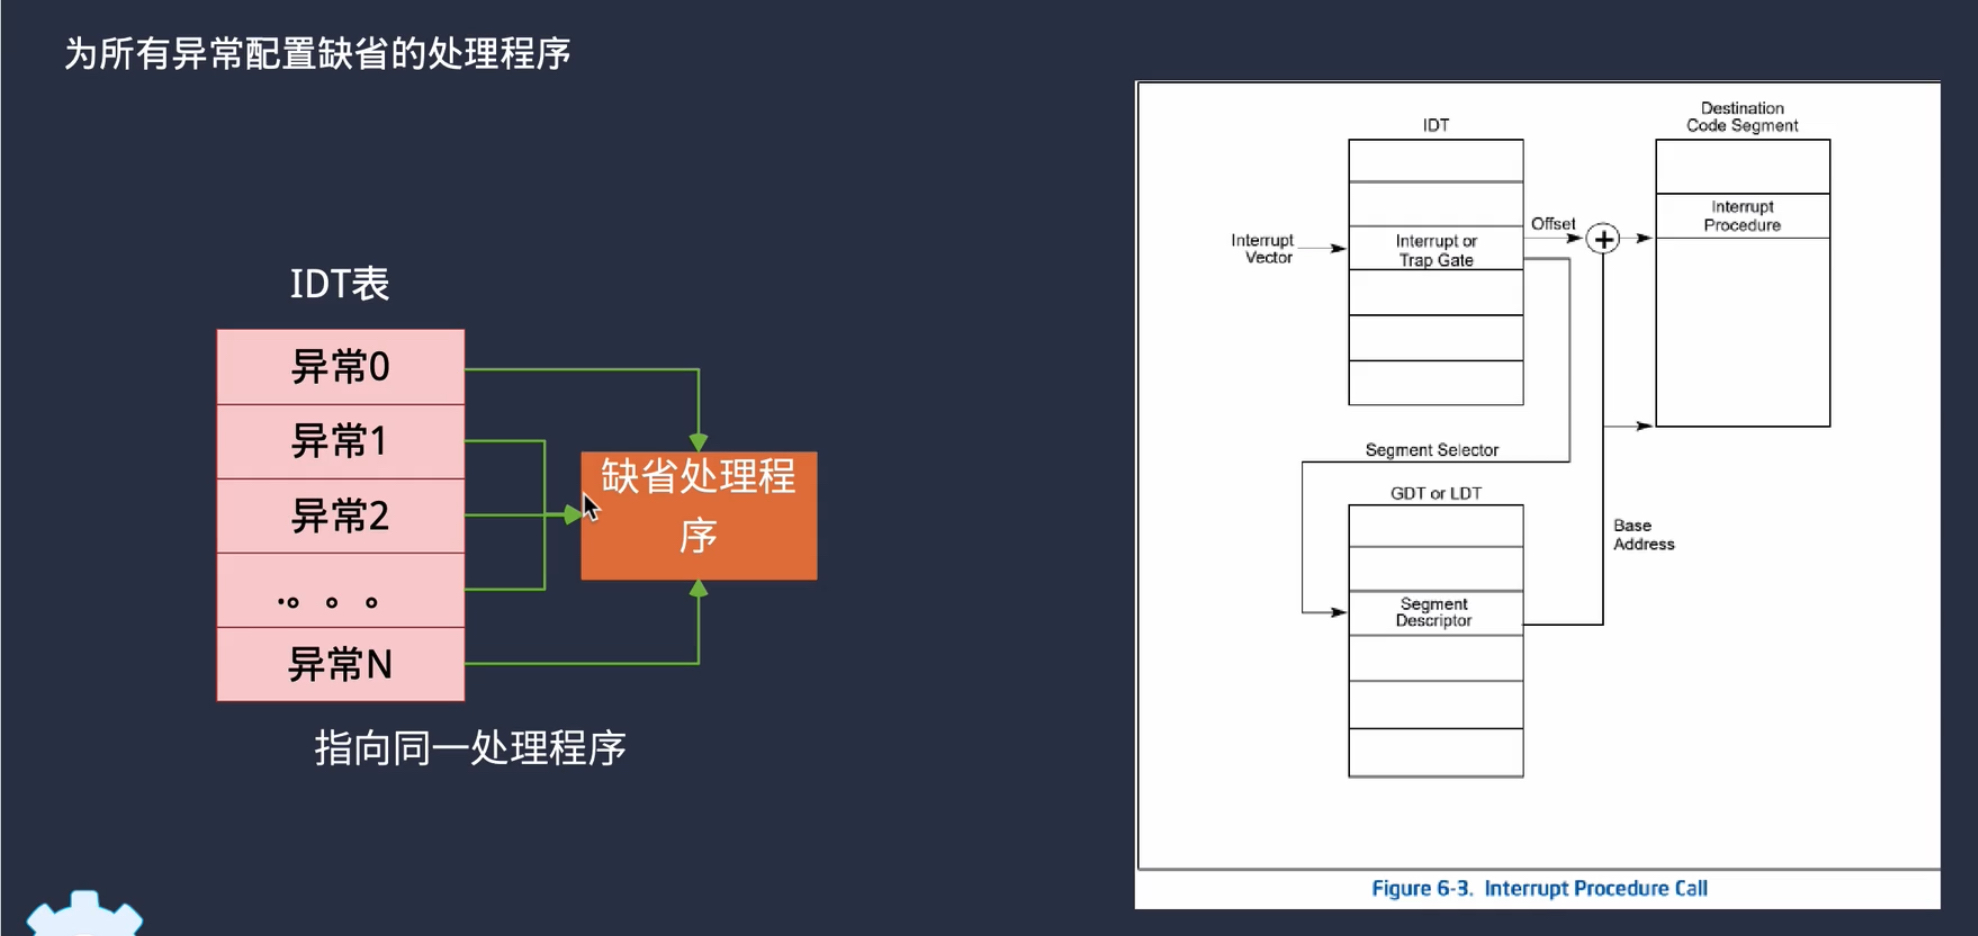 为所有异常配置缺省的处理程序
IDT表
异常0
异常1
异常2
.。。。
异常N
缺省处理程
序
指向同一处理程序
IDT
Destination
Code Segment
Interrupt
Vector
Interrupt or
Trap Gate
Offset
+
Interrupt
Procedure
Segment Selector
GDT or LDT
Segment
Descriptor
Base
Address
Figure 6-3. Interrupt Procedure Call